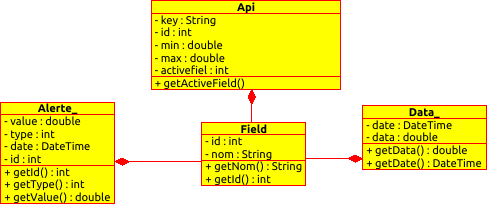 Api
- key : String
- id : int
- min : double
- max : double
- activefiel : int
+ getActiveField()
Alerte_
- value : double
- type : int
- date : DateTime
- id : int
+ getId() : int
+ getType() : int
+ getValue() : double
Field
- id : int
- nom : String
+ getNom() : String
+ getId() : int
Data_
- date : DateTime
- data : double
+ getData() : double
+ getDate() : DateTime